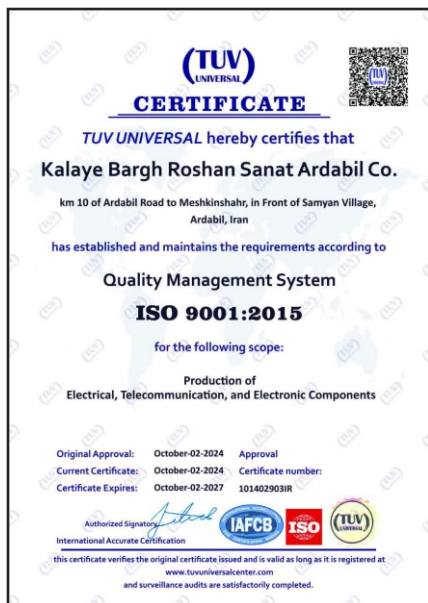 (TUV)
UNIVERSAL
CERTIFICATE
TUV UNIVERSAL hereby certifies that
Kalaye Bargh Roshan Sanat Ardabil Co.
km 10 of Ardabil Road to Meshkinshahr, in Front of Samyan Village,
Ardabil, Iran
has established and maintains the requirements according to
Quality Management System
ISO 9001:2015
for the following scope:
Production of
Electrical, Telecommunication, and Electronic Components
Original Approval: October-02-2024 Approval
Current Certificate: October-02-2024 Certificate number:
Certificate Expires: October-02-2027 101402903IR
Authorized Signatory
International Accurate Certification
IAFCB
ISO
(TUV)
UNIVERSAL
this certificate verifies the original certificate issued and is valid as long as it is registered at
www.tuvuniversalcenter.com
and surveillance audits are satisfactorily completed.